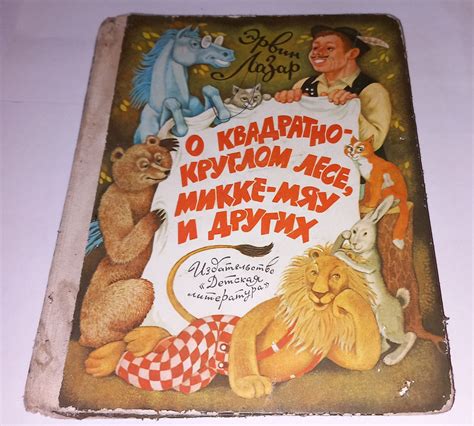 Эрвин
Лазар
О КВАДРАТНО-
КРУГЛОМ ЛЕСЕ,
МИККЕ-МЯУ
И ДРУГИХ
Издательство
«Детская
литература»